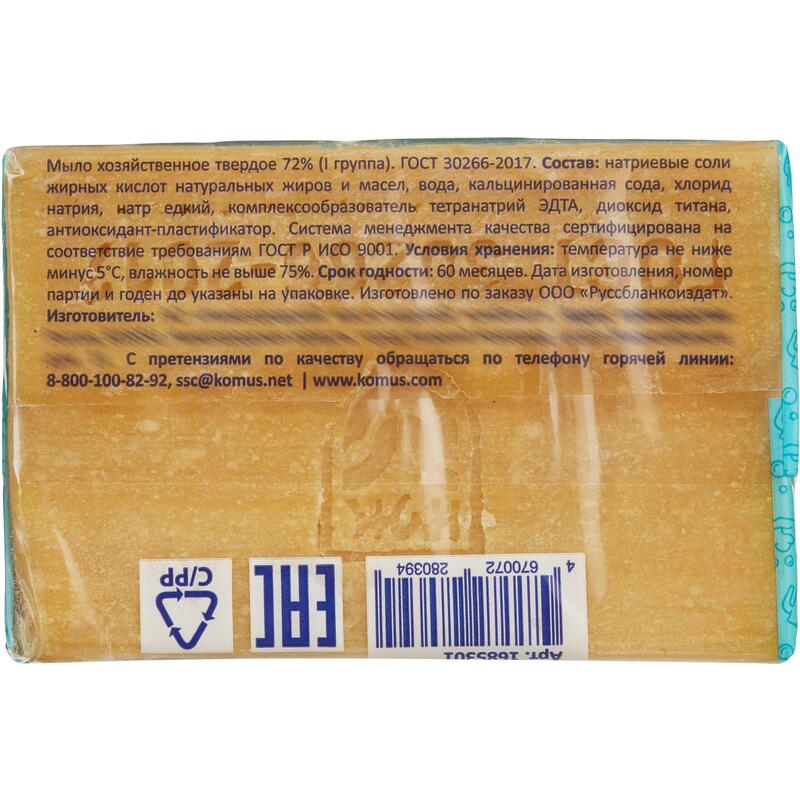 Мыло хозяйственное твердое 72% (I группа). ГОСТ 30266-2017. Состав: натриевые соли
жирных кислот натуральных жиров и масел, вода, кальцинированная сода, хлорид
натрия, натр едкий, комплексообразователь тетранатрий ЭДТА, диоксид титана,
антиоксидант-пластификатор. Система менеджмента качества сертифицирована на
соответствие требованиям ГОСТ Р ИСО 9001. Условия хранения: температура не ниже
минус 5°С, влажность не выше 75%. Срок годности: 60 месяцев. Дата изготовления, номер
партии и годен до указаны на упаковке. Изготовлено по заказу ООО «Руссбланкоиздат».
Изготовитель:
С претензиями по качеству обращаться по телефону горячей линии:
8-800-100-82-92, ssc@komus.net | www.komus.com
ЖК
C/PP
EAC
4 670072 280394
Арт. 1685301